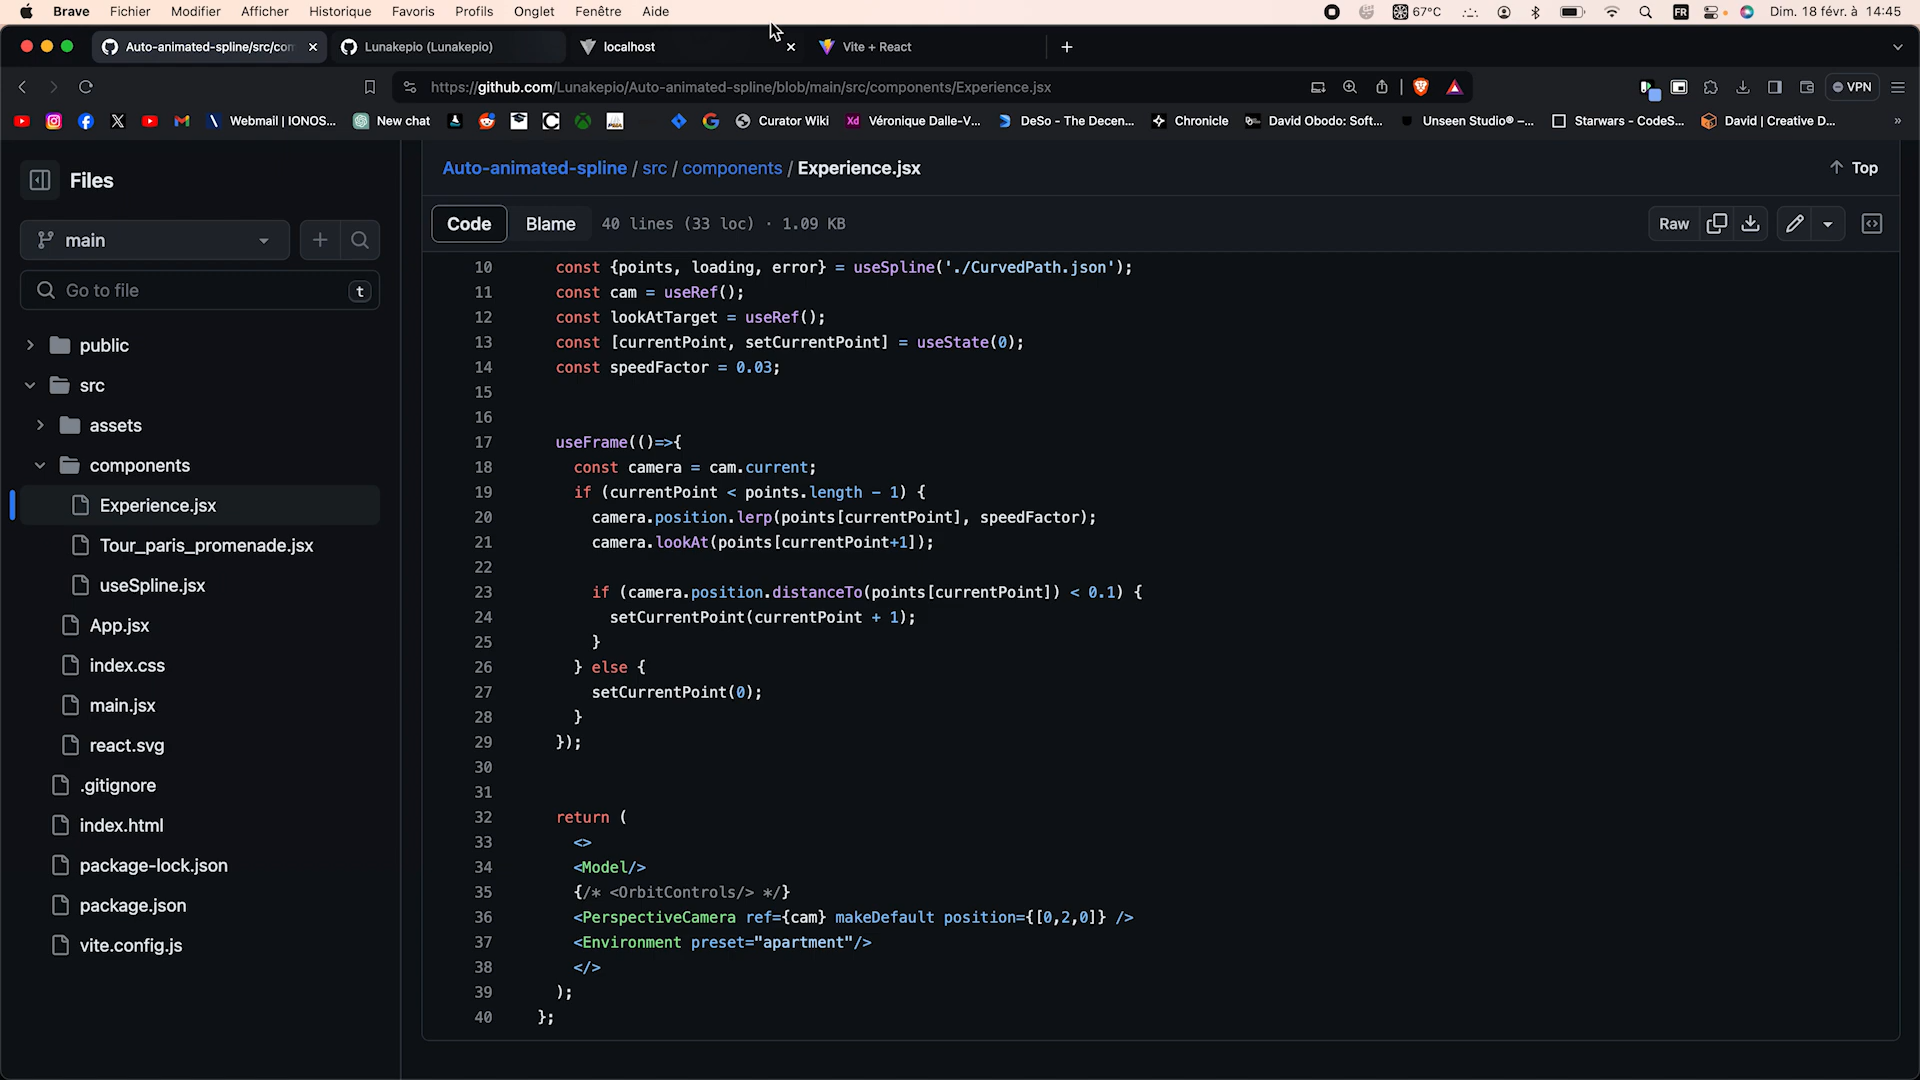 Brave Fichier Modifier Afficher Historique Favoris Profils Onglet Fenêtre Aide 67°C FR Dim. 18 févr. à 14:45
Auto-animated-spline/src/com Lunakepio (Lunakepio) localhost Vite + React
https://github.com/Lunakepio/Auto-animated-spline/blob/main/src/components/Experience.jsx VPN
Webmail | IONOS... New chat Curator Wiki Xd Véronique Dalle-V... DeSo - The Decen... Chronicle David Obodo: Soft... Unseen Studio® –... Starwars - CodeS... David | Creative D... »
Files
main
Go to file t
public
src
assets
components
Experience.jsx
Tour_paris_promenade.jsx
useSpline.jsx
App.jsx
index.css
main.jsx
react.svg
.gitignore
index.html
package-lock.json
package.json
vite.config.js
Auto-animated-spline / src / components / Experience.jsx Top
Code Blame 40 lines (33 loc) · 1.09 KB Raw
10 const {points, loading, error} = useSpline('./CurvedPath.json');
11 const cam = useRef();
12 const lookAtTarget = useRef();
13 const [currentPoint, setCurrentPoint] = useState(0);
14 const speedFactor = 0.03;
15
16
17 useFrame(()=>{
18 const camera = cam.current;
19 if (currentPoint < points.length - 1) {
20 camera.position.lerp(points[currentPoint], speedFactor);
21 camera.lookAt(points[currentPoint+1]);
22
23 if (camera.position.distanceTo(points[currentPoint]) < 0.1) {
24 setCurrentPoint(currentPoint + 1);
25 }
26 } else {
27 setCurrentPoint(0);
28 }
29 });
30
31
32 return (
33 <>
34 <Model/>
35 {/* <OrbitControls/> */}
36 <PerspectiveCamera ref={cam} makeDefault position={[0,2,0]} />
37 <Environment preset="apartment"/>
38 </>
39 );
40 };